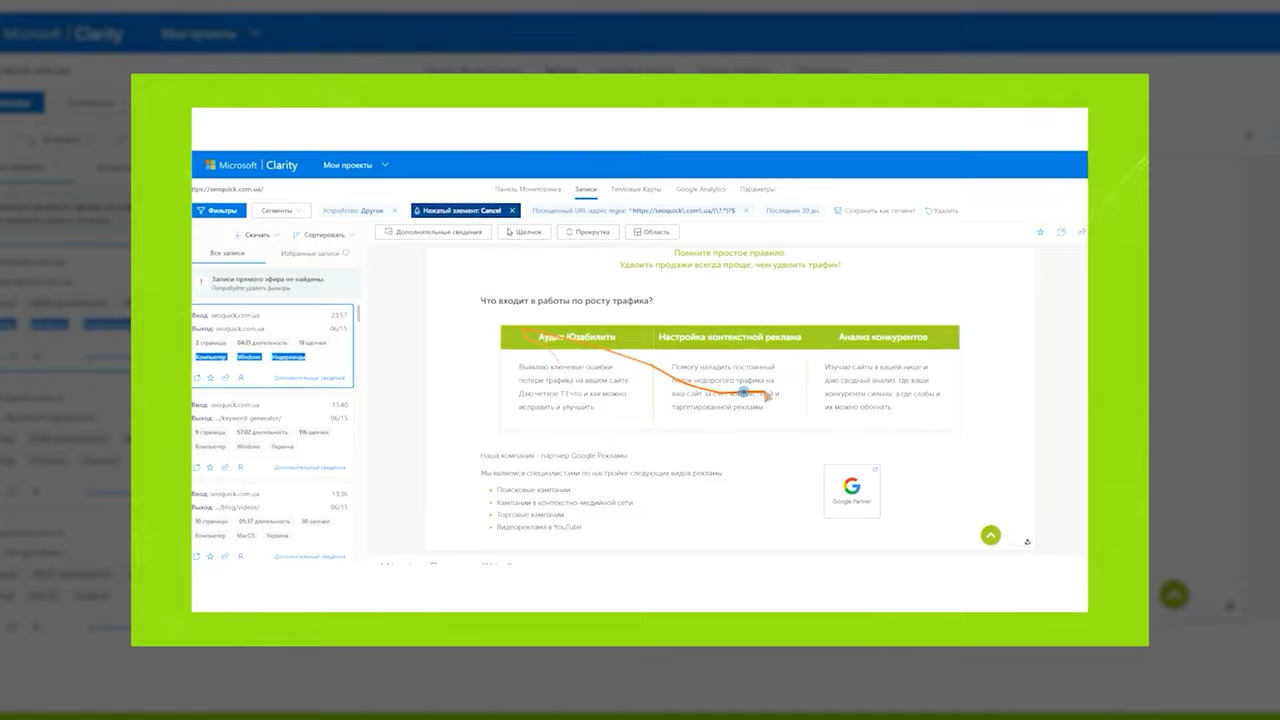 Microsoft | Clarity Мои проекты
ttps://seoquick.com.ua/
Панель Мониторинга Записи Тепловые Карты Google Analytics Параметры
Фильтры Сегменты Устройство: Другое Нажатый элемент: Cancel Посещенный URL-адрес regex: Последние 30 дн. Сохранить как сегмент Удалить
Скачать Сортировать Дополнительные сведения Щелчок Прокрутка Область
Все записи Избранные записи
Записи прямого эфира не найдены.
Попробуйте удалить фильтры
Ввод: seoquick.com.ua 23:57
Выход: seoquick.com.ua 06/15
2 страницы 04:21 длительность 19 щелчки
Компьютер Windows Нидерланды
Дополнительные сведения
Ввод: seoquick.com.ua 13:40
Выход: .../keyword-generator/ 06/15
9 страницы 57:02 длительность 116 щелчки
Компьютер Windows Украина
Дополнительные сведения
Ввод: seoquick.com.ua 13:36
Выход: .../blog/videos/ 06/15
10 страницы 05:37 длительность 30 щелчки
Компьютер MacOS Украина
Дополнительные сведения
Помните простое правило.
Удвоить продажи всегда проще, чем удвоить трафик!
Что входит в работы по росту трафика?
Аудит Юзабилити
Выявляю ключевые ошибки
потери трафика на вашем сайте.
Даю четкое ТЗ что и как можно
исправить и улучшить
Настройка контекстной реклама
Помогу наладить постоянный
поток недорогого трафика на
ваш сайт за счет и
таргетированной рекламы
Анализ конкурентов
Изучаю сайты в вашей нише и
даю сводный анализ, где ваши
конкуренты сильны, а где слабы и
их можно обогнать.
Наша компания - партнер Google Рекламы
Мы являемся специалистами по настройке следующих видов рекламы:
Поисковые кампании
Кампании в контекстно-медийной сети
Торговые кампании
Видеореклама в YouTube
Google Partner